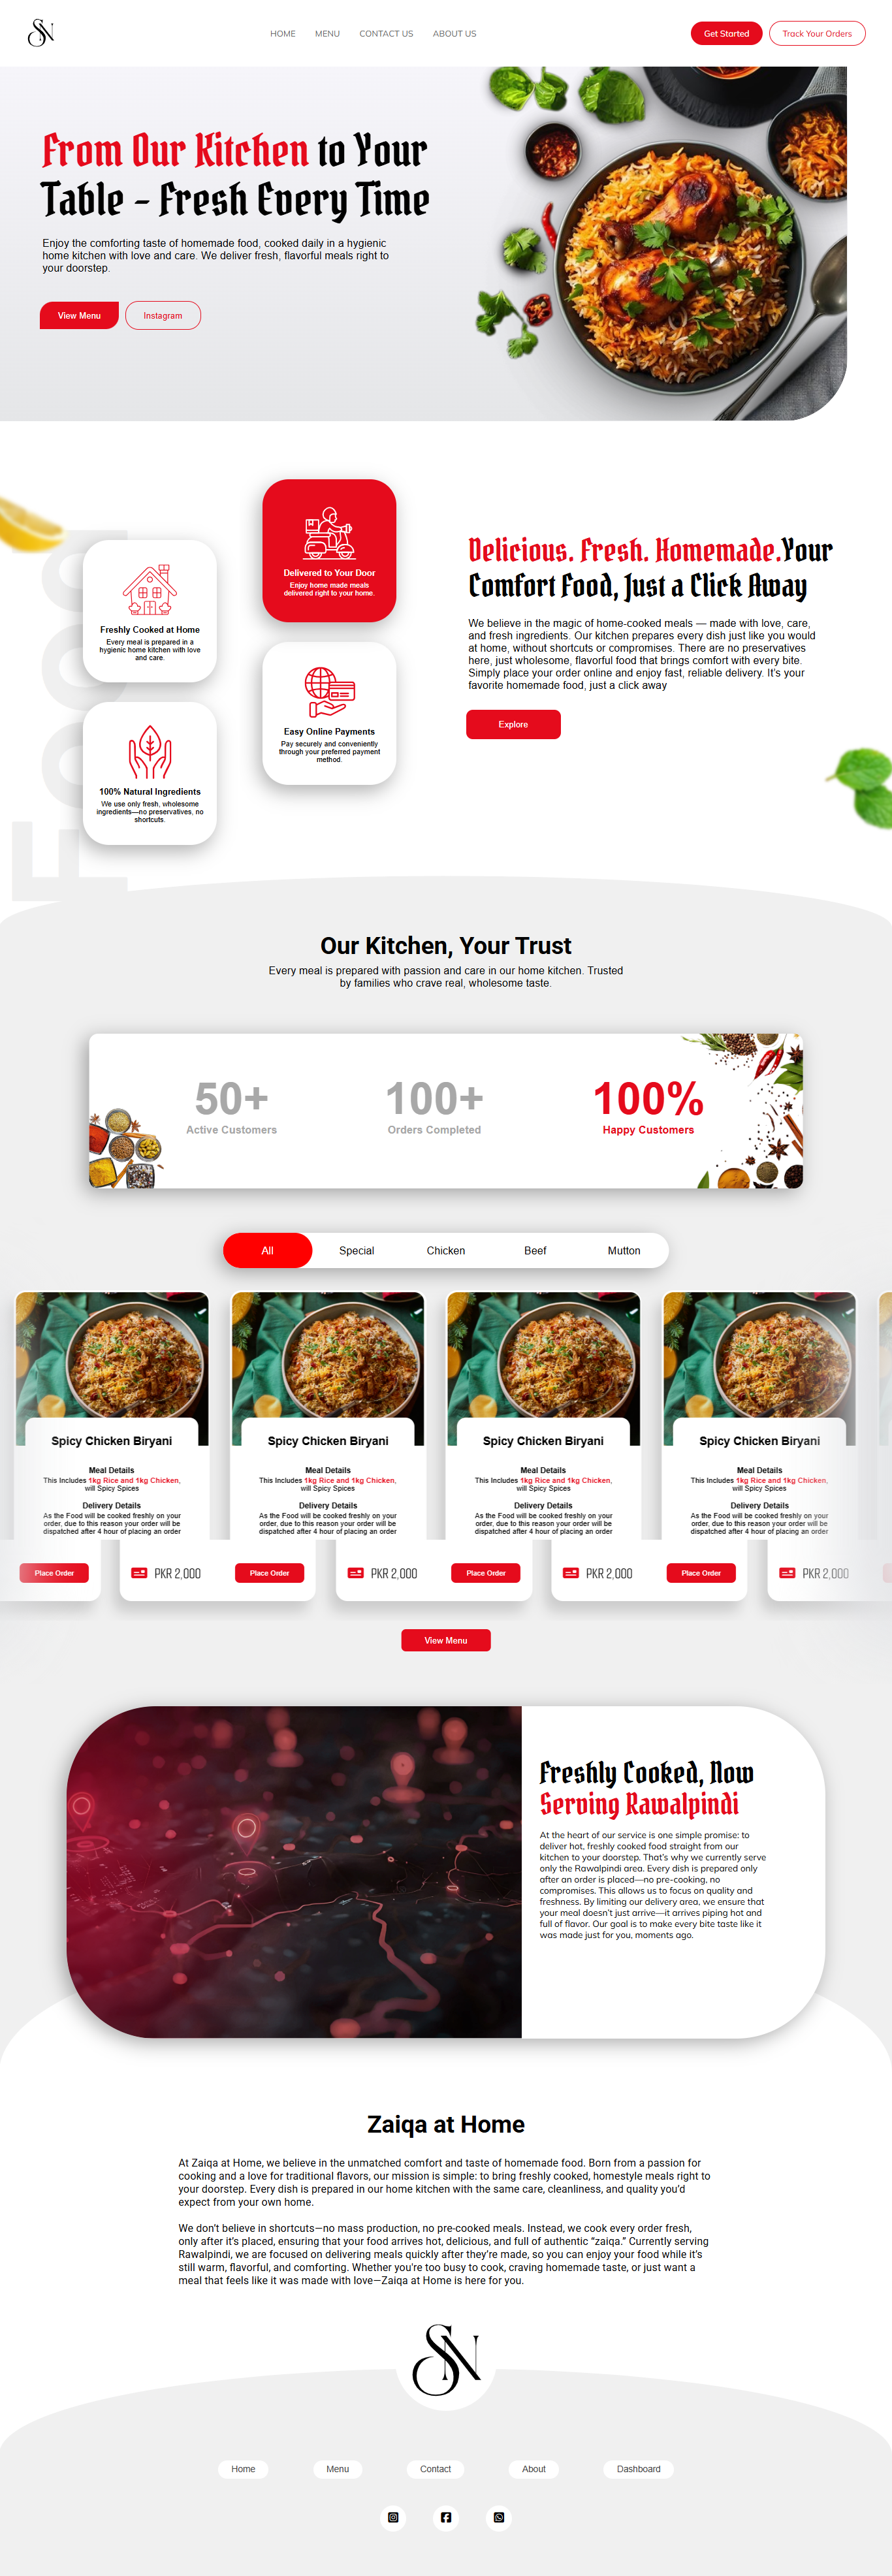 SN
HOME
MENU
CONTACT US
ABOUT US
Get Started
Track Your Orders
From Our Kitchen to Your
Table - Fresh Every Time
Enjoy the comforting taste of homemade food, cooked daily in a hygienic
home kitchen with love and care. We deliver fresh, flavorful meals right to
your doorstep.
View Menu
Instagram
Food
Freshly Cooked at Home
Every meal is prepared in a
hygienic home kitchen with love
and care.
100% Natural Ingredients
We use only fresh, wholesome
ingredients—no preservatives, no
shortcuts.
Delivered to Your Door
Enjoy home made meals
delivered right to your home.
Easy Online Payments
Pay securely and conveniently
through your preferred payment
method.
Delicious. Fresh. Homemade.Your
Comfort Food, Just a Click Away
We believe in the magic of home-cooked meals — made with love, care,
and fresh ingredients. Our kitchen prepares every dish just like you would
at home, without shortcuts or compromises. There are no preservatives
here, just wholesome, flavorful food that brings comfort with every bite.
Simply place your order online and enjoy fast, reliable delivery. It's your
favorite homemade food, just a click away
Explore
Our Kitchen, Your Trust
Every meal is prepared with passion and care in our home kitchen. Trusted
by families who crave real, wholesome taste.
50+
Active Customers
100+
Orders Completed
100%
Happy Customers
All
Special
Chicken
Beef
Mutton
Spicy Chicken Biryani
Meal Details
This Includes 1kg Rice and 1kg Chicken,
will Spicy Spices
Delivery Details
As the Food will be cooked freshly on your
order, due to this reason your order will be
dispatched after 4 hour of placing an order
Spicy Chicken Biryani
Meal Details
This Includes 1kg Rice and 1kg Chicken,
will Spicy Spices
Delivery Details
As the Food will be cooked freshly on your
order, due to this reason your order will be
dispatched after 4 hour of placing an order
Spicy Chicken Biryani
Meal Details
This Includes 1kg Rice and 1kg Chicken,
will Spicy Spices
Delivery Details
As the Food will be cooked freshly on your
order, due to this reason your order will be
dispatched after 4 hour of placing an order
Spicy Chicken Biryani
Meal Details
This Includes 1kg Rice and 1kg Chicken,
will Spicy Spices
Delivery Details
As the Food will be cooked freshly on your
order, due to this reason your order will be
dispatched after 4 hour of placing an order
Place Order
PKR 2,000
Place Order
PKR 2,000
Place Order
PKR 2,000
Place Order
PKR 2,000
View Menu
Freshly Cooked, Now
Serving Rawalpindi
At the heart of our service is one simple promise: to
deliver hot, freshly cooked food straight from our
kitchen to your doorstep. That's why we currently serve
only the Rawalpindi area. Every dish is prepared only
after an order is placed—no pre-cooking, no
compromises. This allows us to focus on quality and
freshness. By limiting our delivery area, we ensure that
your meal doesn't just arrive—it arrives piping hot and
full of flavor. Our goal is to make every bite taste like it
was made just for you, moments ago.
Zaiqa at Home
At Zaiqa at Home, we believe in the unmatched comfort and taste of homemade food. Born from a passion for
cooking and a love for traditional flavors, our mission is simple: to bring freshly cooked, homestyle meals right to
your doorstep. Every dish is prepared in our home kitchen with the same care, cleanliness, and quality you'd
expect from your own home.
We don't believe in shortcuts—no mass production, no pre-cooked meals. Instead, we cook every order fresh,
only after it's placed, ensuring that your food arrives hot, delicious, and full of authentic “zaiqa.” Currently serving
Rawalpindi, we are focused on delivering meals quickly after they're made, so you can enjoy your food while it's
still warm, flavorful, and comforting. Whether you're too busy to cook, craving homemade taste, or just want a
meal that feels like it was made with love—Zaiqa at Home is here for you.
SN
Home
Menu
Contact
About
Dashboard